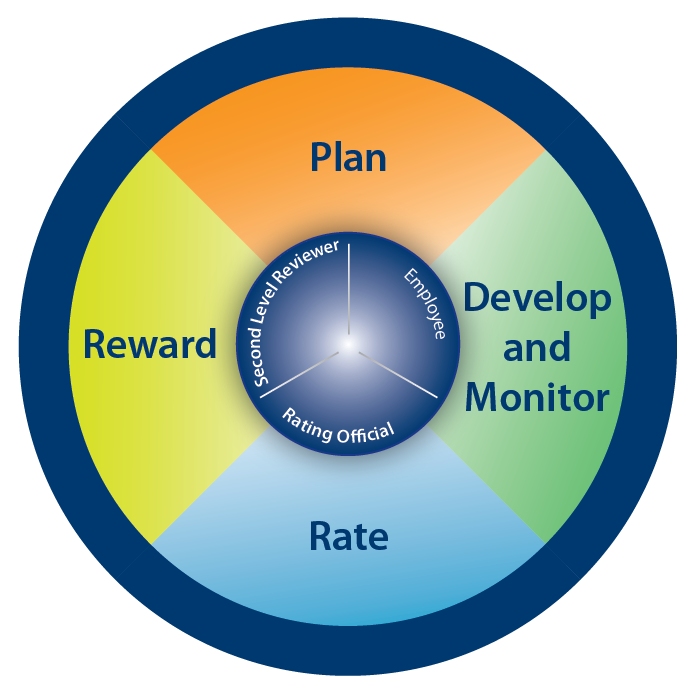 Plan
Second Level Reviewer
Employee
Rating Official
Develop
and
Monitor
Reward
Rate